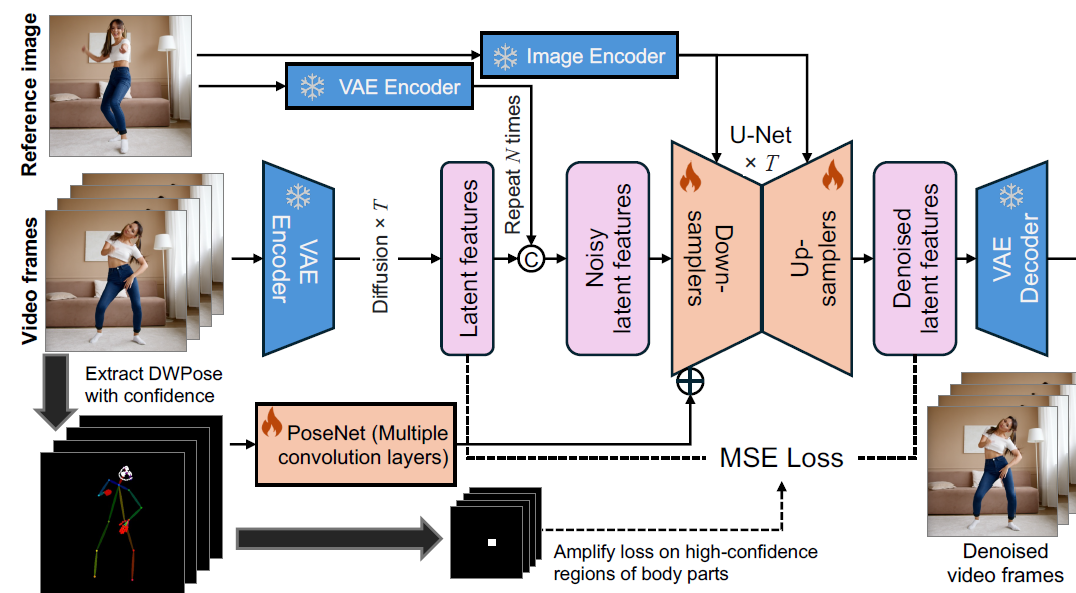 Reference image
Image Encoder
VAE Encoder
Repeat N times
U-Net
× T
Video frames
VAE
Encoder
Diffusion × T
Latent features
C
Noisy
latent features
Down-
samplers
Up-
samplers
Denoised
latent features
VAE
Decoder
Extract DWPose
with confidence
PoseNet (Multiple
convolution layers)
MSE Loss
Amplify loss on high-confidence
regions of body parts
Denoised
video frames